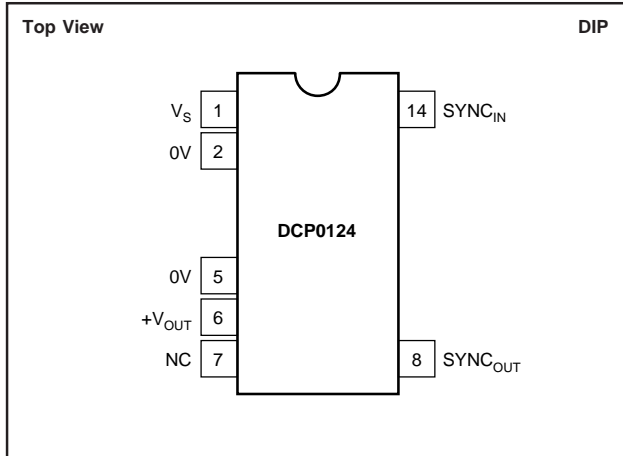 Top View DIP
V_S 1 14 SYNC_IN
0V 2
DCP0124
0V 5
+V_OUT 6
NC 7 8 SYNC_OUT